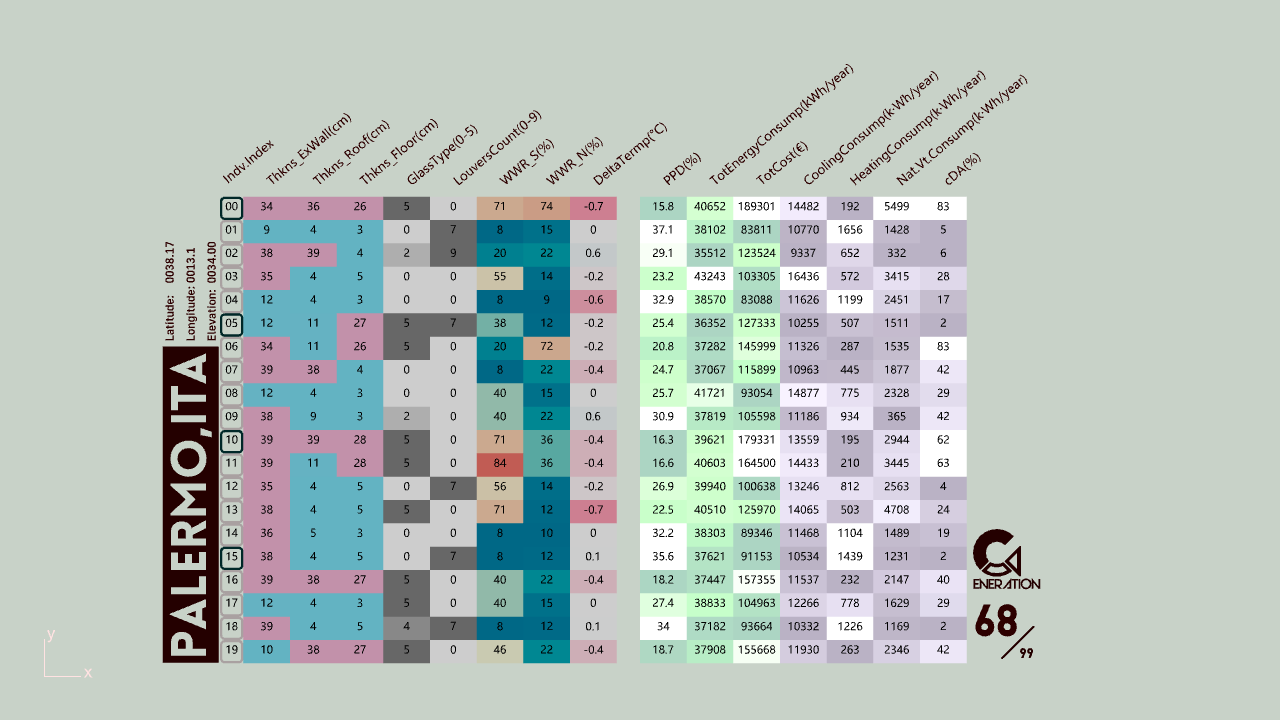 Indv.Index Thkns_ExWall(cm) Thkns_Roof(cm) Thkns_Floor(cm) GlassType(0-5) LouversCount(0-9) WWR_S(%) WWR_N(%) DeltaTermp(°C) PPD(%) TotEnergyConsump(kWh/year) TotCost(€) CoolingConsump(k·Wh/year) HeatingConsump(k·Wh/year) Nat.Vt.Consump(k·Wh/year) cDA(%)
00 34 36 26 5 0 71 74 -0.7 15.8 40652 189301 14482 192 5499 83
01 9 4 3 0 7 8 15 0 37.1 38102 83811 10770 1656 1428 5
02 38 39 4 2 9 20 22 0.6 29.1 35512 123524 9337 652 332 6
03 35 4 5 0 0 55 14 -0.2 23.2 43243 103305 16436 572 3415 28
04 12 4 3 0 0 8 9 -0.6 32.9 38570 83088 11626 1199 2451 17
05 12 11 27 5 7 38 12 -0.2 25.4 36352 127333 10255 507 1511 2
06 34 11 26 5 0 20 72 -0.2 20.8 37282 145999 11326 287 1535 83
07 39 38 4 0 0 8 22 -0.4 24.7 37067 115899 10963 445 1877 42
08 12 4 3 0 0 40 15 0 25.7 41721 93054 14877 775 2328 29
09 38 9 3 2 0 40 22 0.6 30.9 37819 105598 11186 934 365 42
10 39 39 28 5 0 71 36 -0.4 16.3 39621 179331 13559 195 2944 62
11 39 11 28 5 0 84 36 -0.4 16.6 40603 164500 14433 210 3445 63
12 35 4 5 0 7 56 14 -0.2 26.9 39940 100638 13246 812 2563 4
13 38 4 5 5 0 71 12 -0.7 22.5 40510 125970 14065 503 4708 24
14 36 5 3 0 0 8 10 0 32.2 38303 89346 11468 1104 1489 19
15 38 4 5 0 7 8 12 0.1 35.6 37621 91153 10534 1439 1231 2
16 39 38 27 5 0 40 22 -0.4 18.2 37447 157355 11537 232 2147 40
17 12 4 3 5 0 40 15 0 27.4 38833 104963 12266 778 1629 29
18 39 4 5 4 7 8 12 0.1 34 37182 93664 10332 1226 1169 2
19 10 38 27 5 0 46 22 -0.4 18.7 37908 155668 11930 263 2346 42
PALERMO,ITA
Latitude: 0038.17
Longitude: 0013.1
Elevation: 0034.00
ENERATION
68/99
y
x